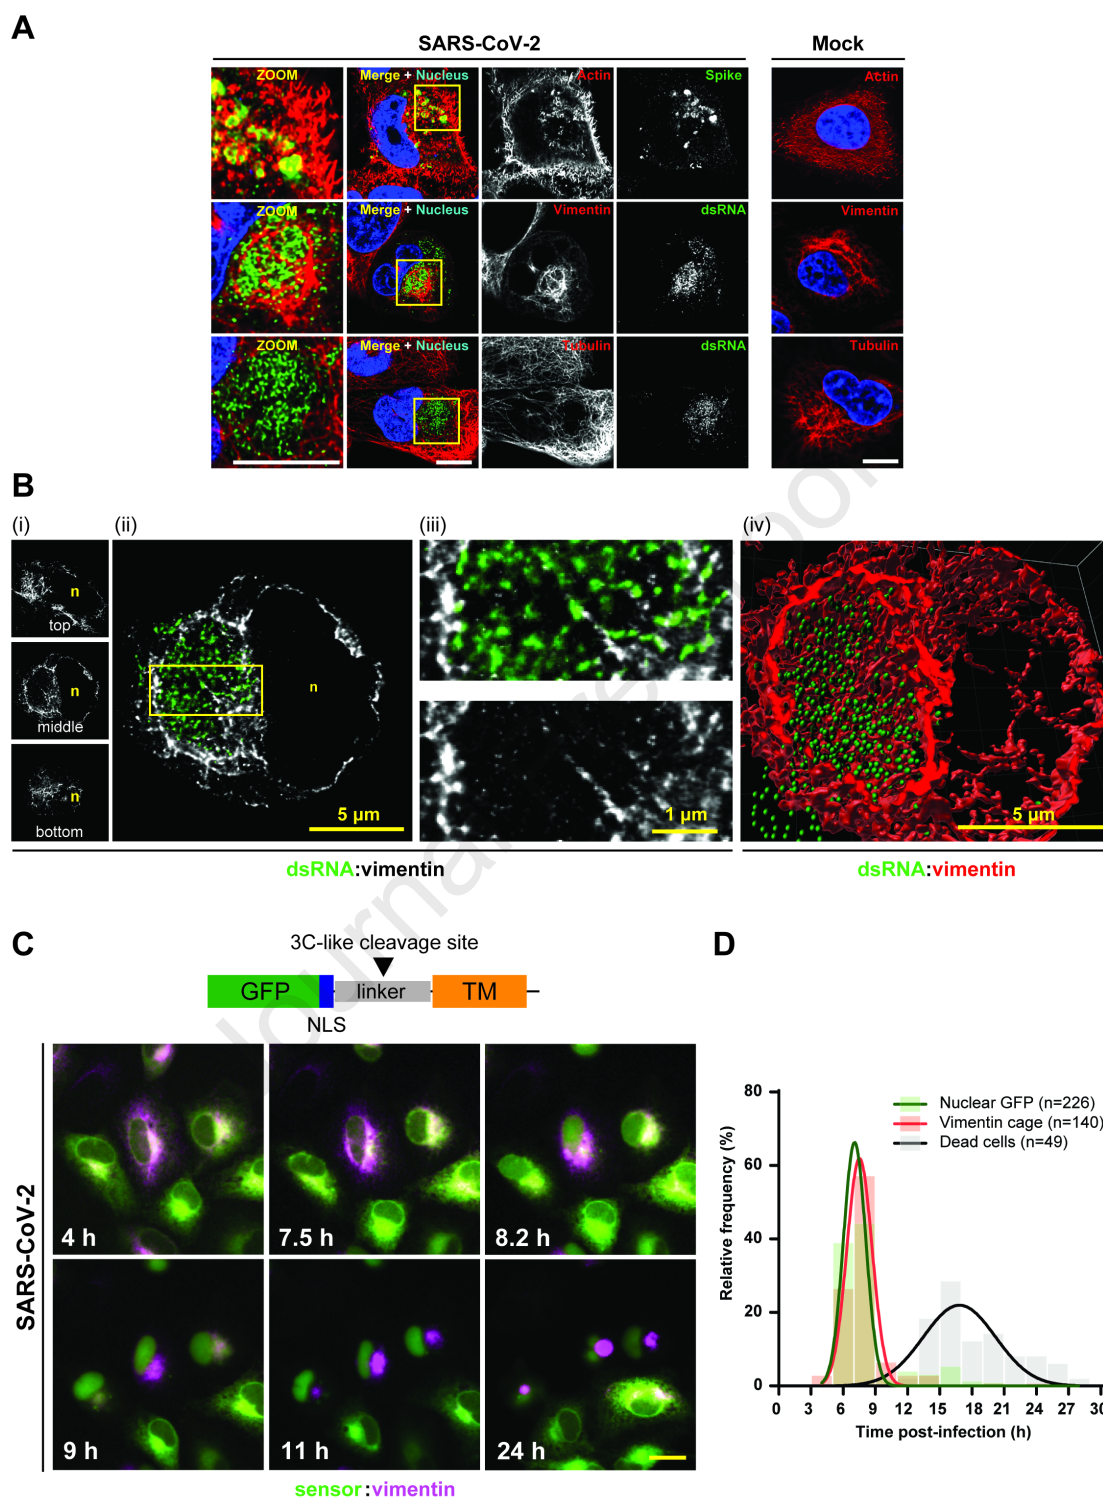 A
SARS-CoV-2
Mock
ZOOM
Merge + Nucleus
Actin
Spike
Actin
ZOOM
Merge + Nucleus
Vimentin
dsRNA
Vimentin
ZOOM
Merge + Nucleus
Tubulin
dsRNA
Tubulin
B
(i)
(ii)
(iii)
(iv)
n
top
n
middle
n
bottom
n
5 µm
1 µm
5 µm
dsRNA:vimentin
dsRNA:vimentin
C
3C-like cleavage site
GFP
linker
TM
NLS
SARS-CoV-2
4 h
7.5 h
8.2 h
9 h
11 h
24 h
sensor:vimentin
D
Relative frequency (%)
80
60
40
20
0
Nuclear GFP (n=226)
Vimentin cage (n=140)
Dead cells (n=49)
0 3 6 9 12 15 18 21 24 27 30
Time post-infection (h)